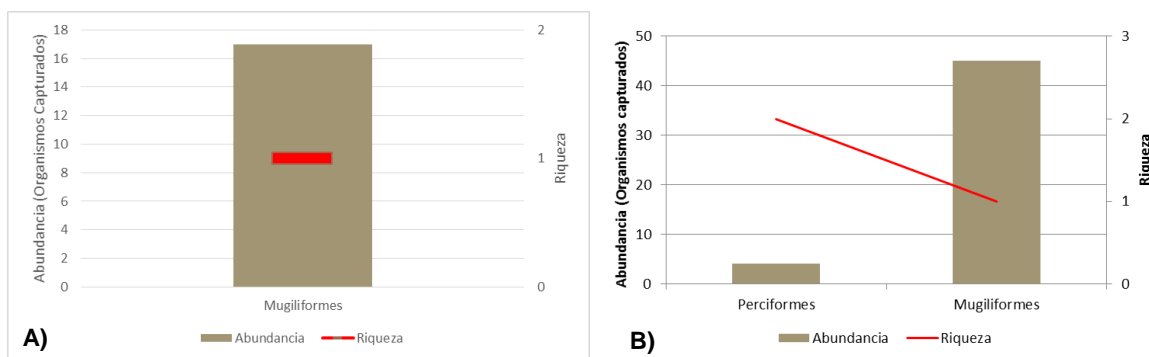 Abundancia (Organismos Capturados)
18
16
14
12
10
8
6
4
2
0
2
1
0
Riqueza
Mugiliformes
Abundancia
Riqueza
A)
Abundancia (Organismos capturados)
50
40
30
20
10
0
3
2
1
0
Riqueza
Perciformes
Mugiliformes
Abundancia
Riqueza
B)